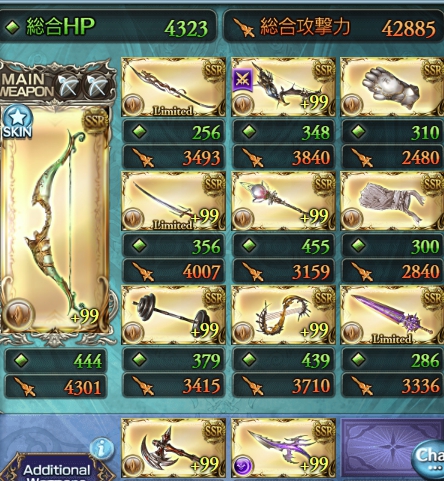 総合HP 4323 総合攻撃力 42885
MAIN
WEAPON
SSR SSR SSR SSR
SKIN
Limited +99
256 348 310
3493 3840 2480
SSR SSR SSR
Limited +99 +99
356 455 300
4007 3159 2840
SSR SSR SSR
+99 +99 +99 Limited
444 379 439 286
4301 3415 3710 3336
SSR SSR
Additional
+99 +99
Cha